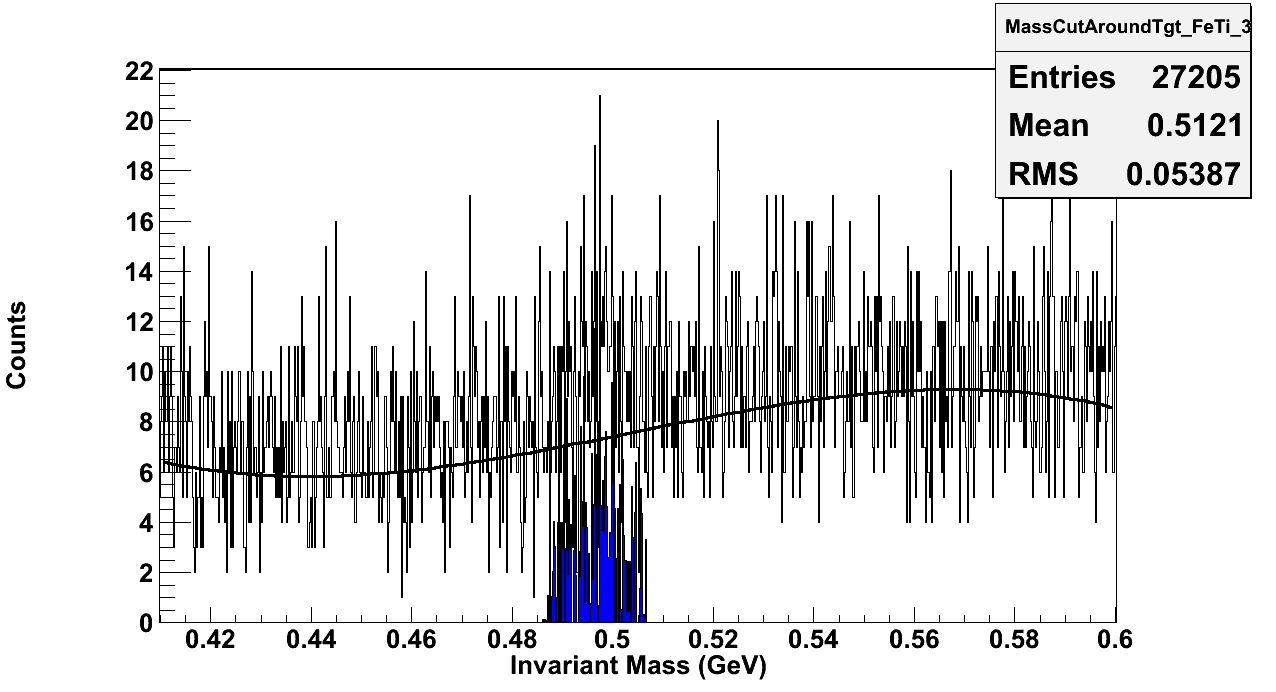 MassCutAroundTgt_FeTi_3
Entries 27205
Mean 0.5121
RMS 0.05387
Counts
22
20
18
16
14
12
10
8
6
4
2
0
0.42 0.44 0.46 0.48 0.5 0.52 0.54 0.56 0.58 0.6
Invariant Mass (GeV)